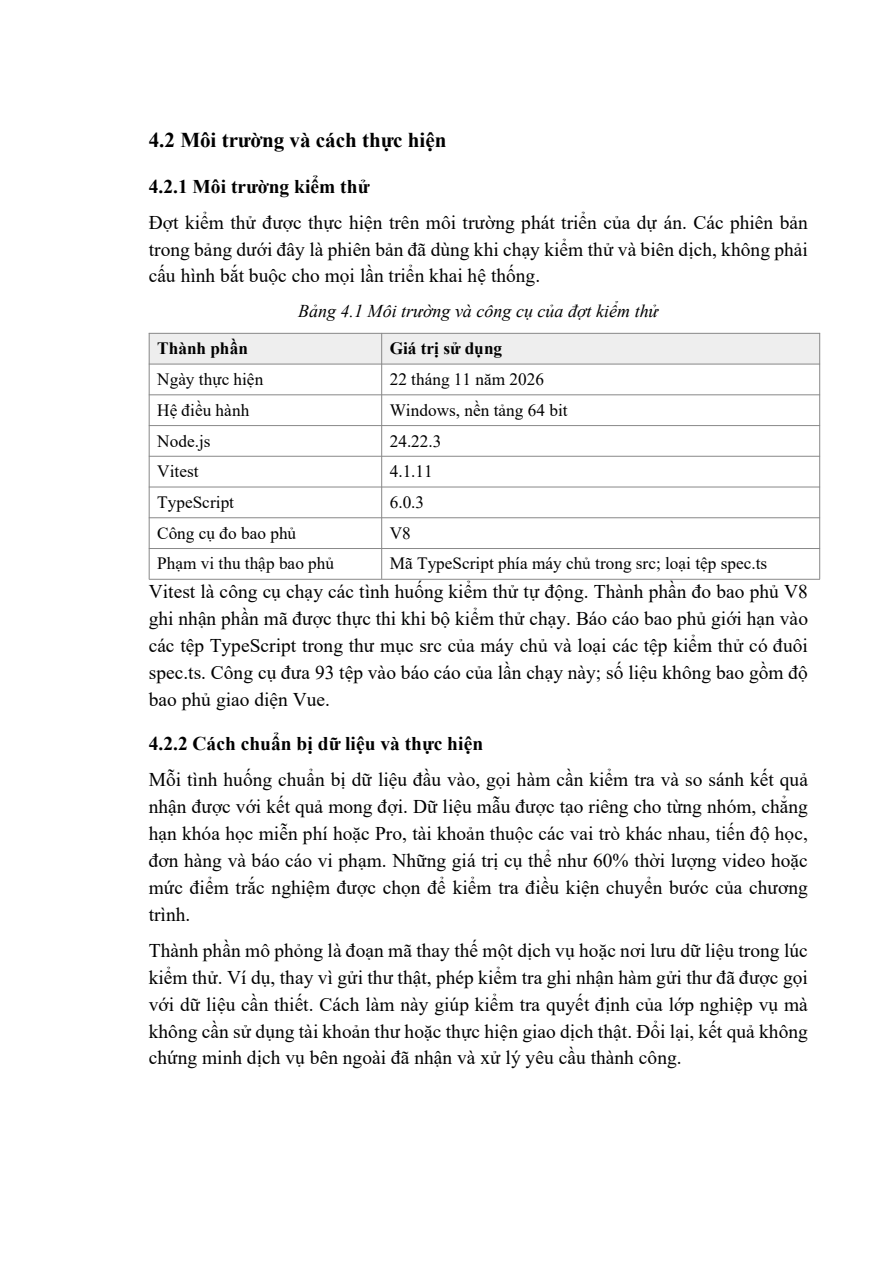 4.2 Môi trường và cách thực hiện
4.2.1 Môi trường kiểm thử
Đợt kiểm thử được thực hiện trên môi trường phát triển của dự án. Các phiên bản
trong bảng dưới đây là phiên bản đã dùng khi chạy kiểm thử và biên dịch, không phải
cấu hình bắt buộc cho mọi lần triển khai hệ thống.
Bảng 4.1 Môi trường và công cụ của đợt kiểm thử
Thành phần Giá trị sử dụng
Ngày thực hiện 22 tháng 11 năm 2026
Hệ điều hành Windows, nền tảng 64 bit
Node.js 24.22.3
Vitest 4.1.11
TypeScript 6.0.3
Công cụ đo bao phủ V8
Phạm vi thu thập bao phủ Mã TypeScript phía máy chủ trong src; loại tệp spec.ts
Vitest là công cụ chạy các tình huống kiểm thử tự động. Thành phần đo bao phủ V8
ghi nhận phần mã được thực thi khi bộ kiểm thử chạy. Báo cáo bao phủ giới hạn vào
các tệp TypeScript trong thư mục src của máy chủ và loại các tệp kiểm thử có đuôi
spec.ts. Công cụ đưa 93 tệp vào báo cáo của lần chạy này; số liệu không bao gồm độ
bao phủ giao diện Vue.
4.2.2 Cách chuẩn bị dữ liệu và thực hiện
Mỗi tình huống chuẩn bị dữ liệu đầu vào, gọi hàm cần kiểm tra và so sánh kết quả
nhận được với kết quả mong đợi. Dữ liệu mẫu được tạo riêng cho từng nhóm, chẳng
hạn khóa học miễn phí hoặc Pro, tài khoản thuộc các vai trò khác nhau, tiến độ học,
đơn hàng và báo cáo vi phạm. Những giá trị cụ thể như 60% thời lượng video hoặc
mức điểm trắc nghiệm được chọn để kiểm tra điều kiện chuyển bước của chương
trình.
Thành phần mô phỏng là đoạn mã thay thế một dịch vụ hoặc nơi lưu dữ liệu trong lúc
kiểm thử. Ví dụ, thay vì gửi thư thật, phép kiểm tra ghi nhận hàm gửi thư đã được gọi
với dữ liệu cần thiết. Cách làm này giúp kiểm tra quyết định của lớp nghiệp vụ mà
không cần sử dụng tài khoản thư hoặc thực hiện giao dịch thật. Đổi lại, kết quả không
chứng minh dịch vụ bên ngoài đã nhận và xử lý yêu cầu thành công.